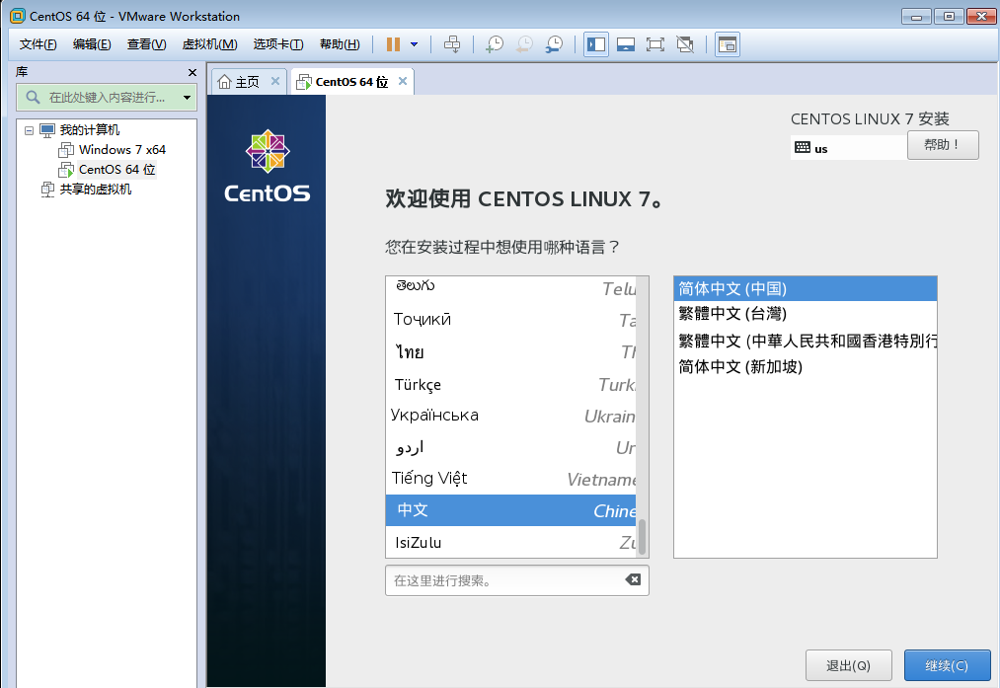 CentOS 64 位 - VMware Workstation
文件(F) 编辑(E) 查看(V) 虚拟机(M) 选项卡(T) 帮助(H)
库
在此处键入内容进行...
我的计算机
Windows 7 x64
CentOS 64 位
共享的虚拟机
主页 CentOS 64 位
CentOS
CENTOS LINUX 7 安装
us
帮助！
欢迎使用 CENTOS LINUX 7。
您在安装过程中想使用哪种语言？
తెలుగు Telu
Тоҷикӣ Ta
ไทย Th
Türkçe Turk
Українська Ukrain
اردو Ur
Tiếng Việt Vietname
中文 Chine
IsiZulu Zu
在这里进行搜索。
简体中文 (中国)
繁體中文 (台灣)
繁體中文 (中華人民共和國香港特別行
简体中文 (新加坡)
退出(Q) 继续(C)